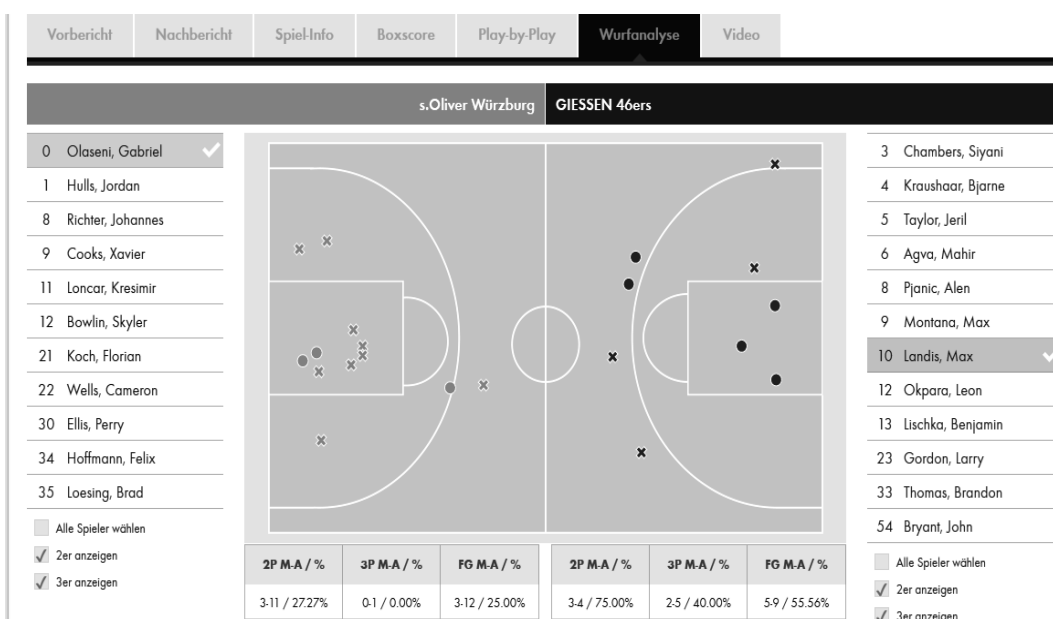 Vorbericht Nachbericht Spiel-Info Boxscore Play-by-Play Wurfanalyse Video
s.Oliver Würzburg GIESSEN 46ers
0 Olaseni, Gabriel
1 Hulls, Jordan
8 Richter, Johannes
9 Cooks, Xavier
11 Loncar, Kresimir
12 Bowlin, Skyler
21 Koch, Florian
22 Wells, Cameron
30 Ellis, Perry
34 Hoffmann, Felix
35 Loesing, Brad
Alle Spieler wählen
2er anzeigen
3er anzeigen
2P M-A / % 3P M-A / % FG M-A / %
3-11 / 27.27% 0-1 / 0.00% 3-12 / 25.00%
2P M-A / % 3P M-A / % FG M-A / %
3-4 / 75.00% 2-5 / 40.00% 5-9 / 55.56%
3 Chambers, Siyani
4 Kraushaar, Bjarne
5 Taylor, Jeril
6 Agva, Mahir
8 Pjanic, Alen
9 Montana, Max
10 Landis, Max
12 Okpara, Leon
13 Lischka, Benjamin
23 Gordon, Larry
33 Thomas, Brandon
54 Bryant, John
Alle Spieler wählen
2er anzeigen
3er anzeigen